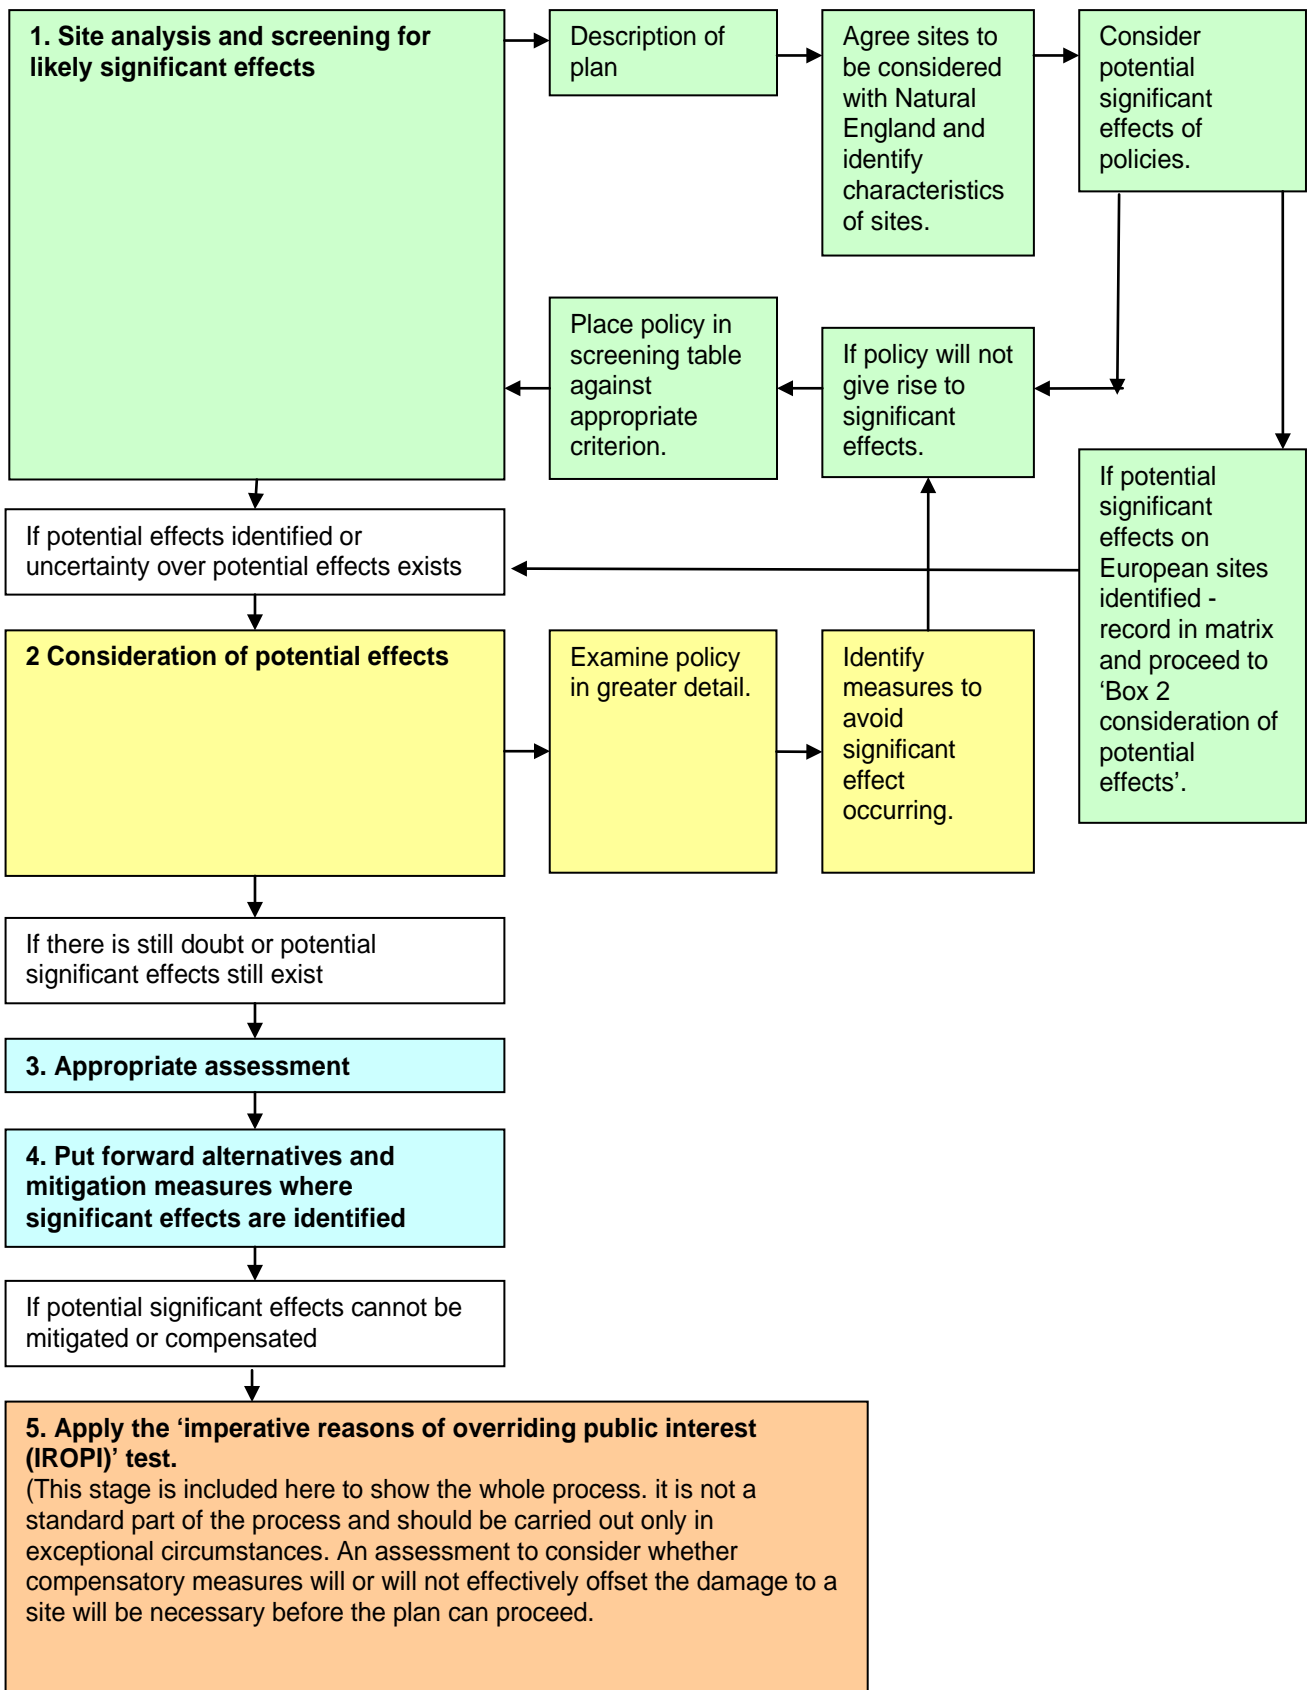 1. Site analysis and screening for
likely significant effects
Description of
plan
Agree sites to
be considered
with Natural
England and
identify
characteristics
of sites.
Consider
potential
significant
effects of
policies.
Place policy in
screening table
against
appropriate
criterion.
If policy will not
give rise to
significant
effects.
If potential
significant
effects on
European sites
identified -
record in matrix
and proceed to
‘Box 2
consideration of
potential
effects’.
If potential effects identified or
uncertainty over potential effects exists
2 Consideration of potential effects
Examine policy
in greater detail.
Identify
measures to
avoid
significant
effect
occurring.
If there is still doubt or potential
significant effects still exist
3. Appropriate assessment
4. Put forward alternatives and
mitigation measures where
significant effects are identified
If potential significant effects cannot be
mitigated or compensated
5. Apply the ‘imperative reasons of overriding public interest
(IROPI)’ test.
(This stage is included here to show the whole process. it is not a
standard part of the process and should be carried out only in
exceptional circumstances. An assessment to consider whether
compensatory measures will or will not effectively offset the damage to a
site will be necessary before the plan can proceed.